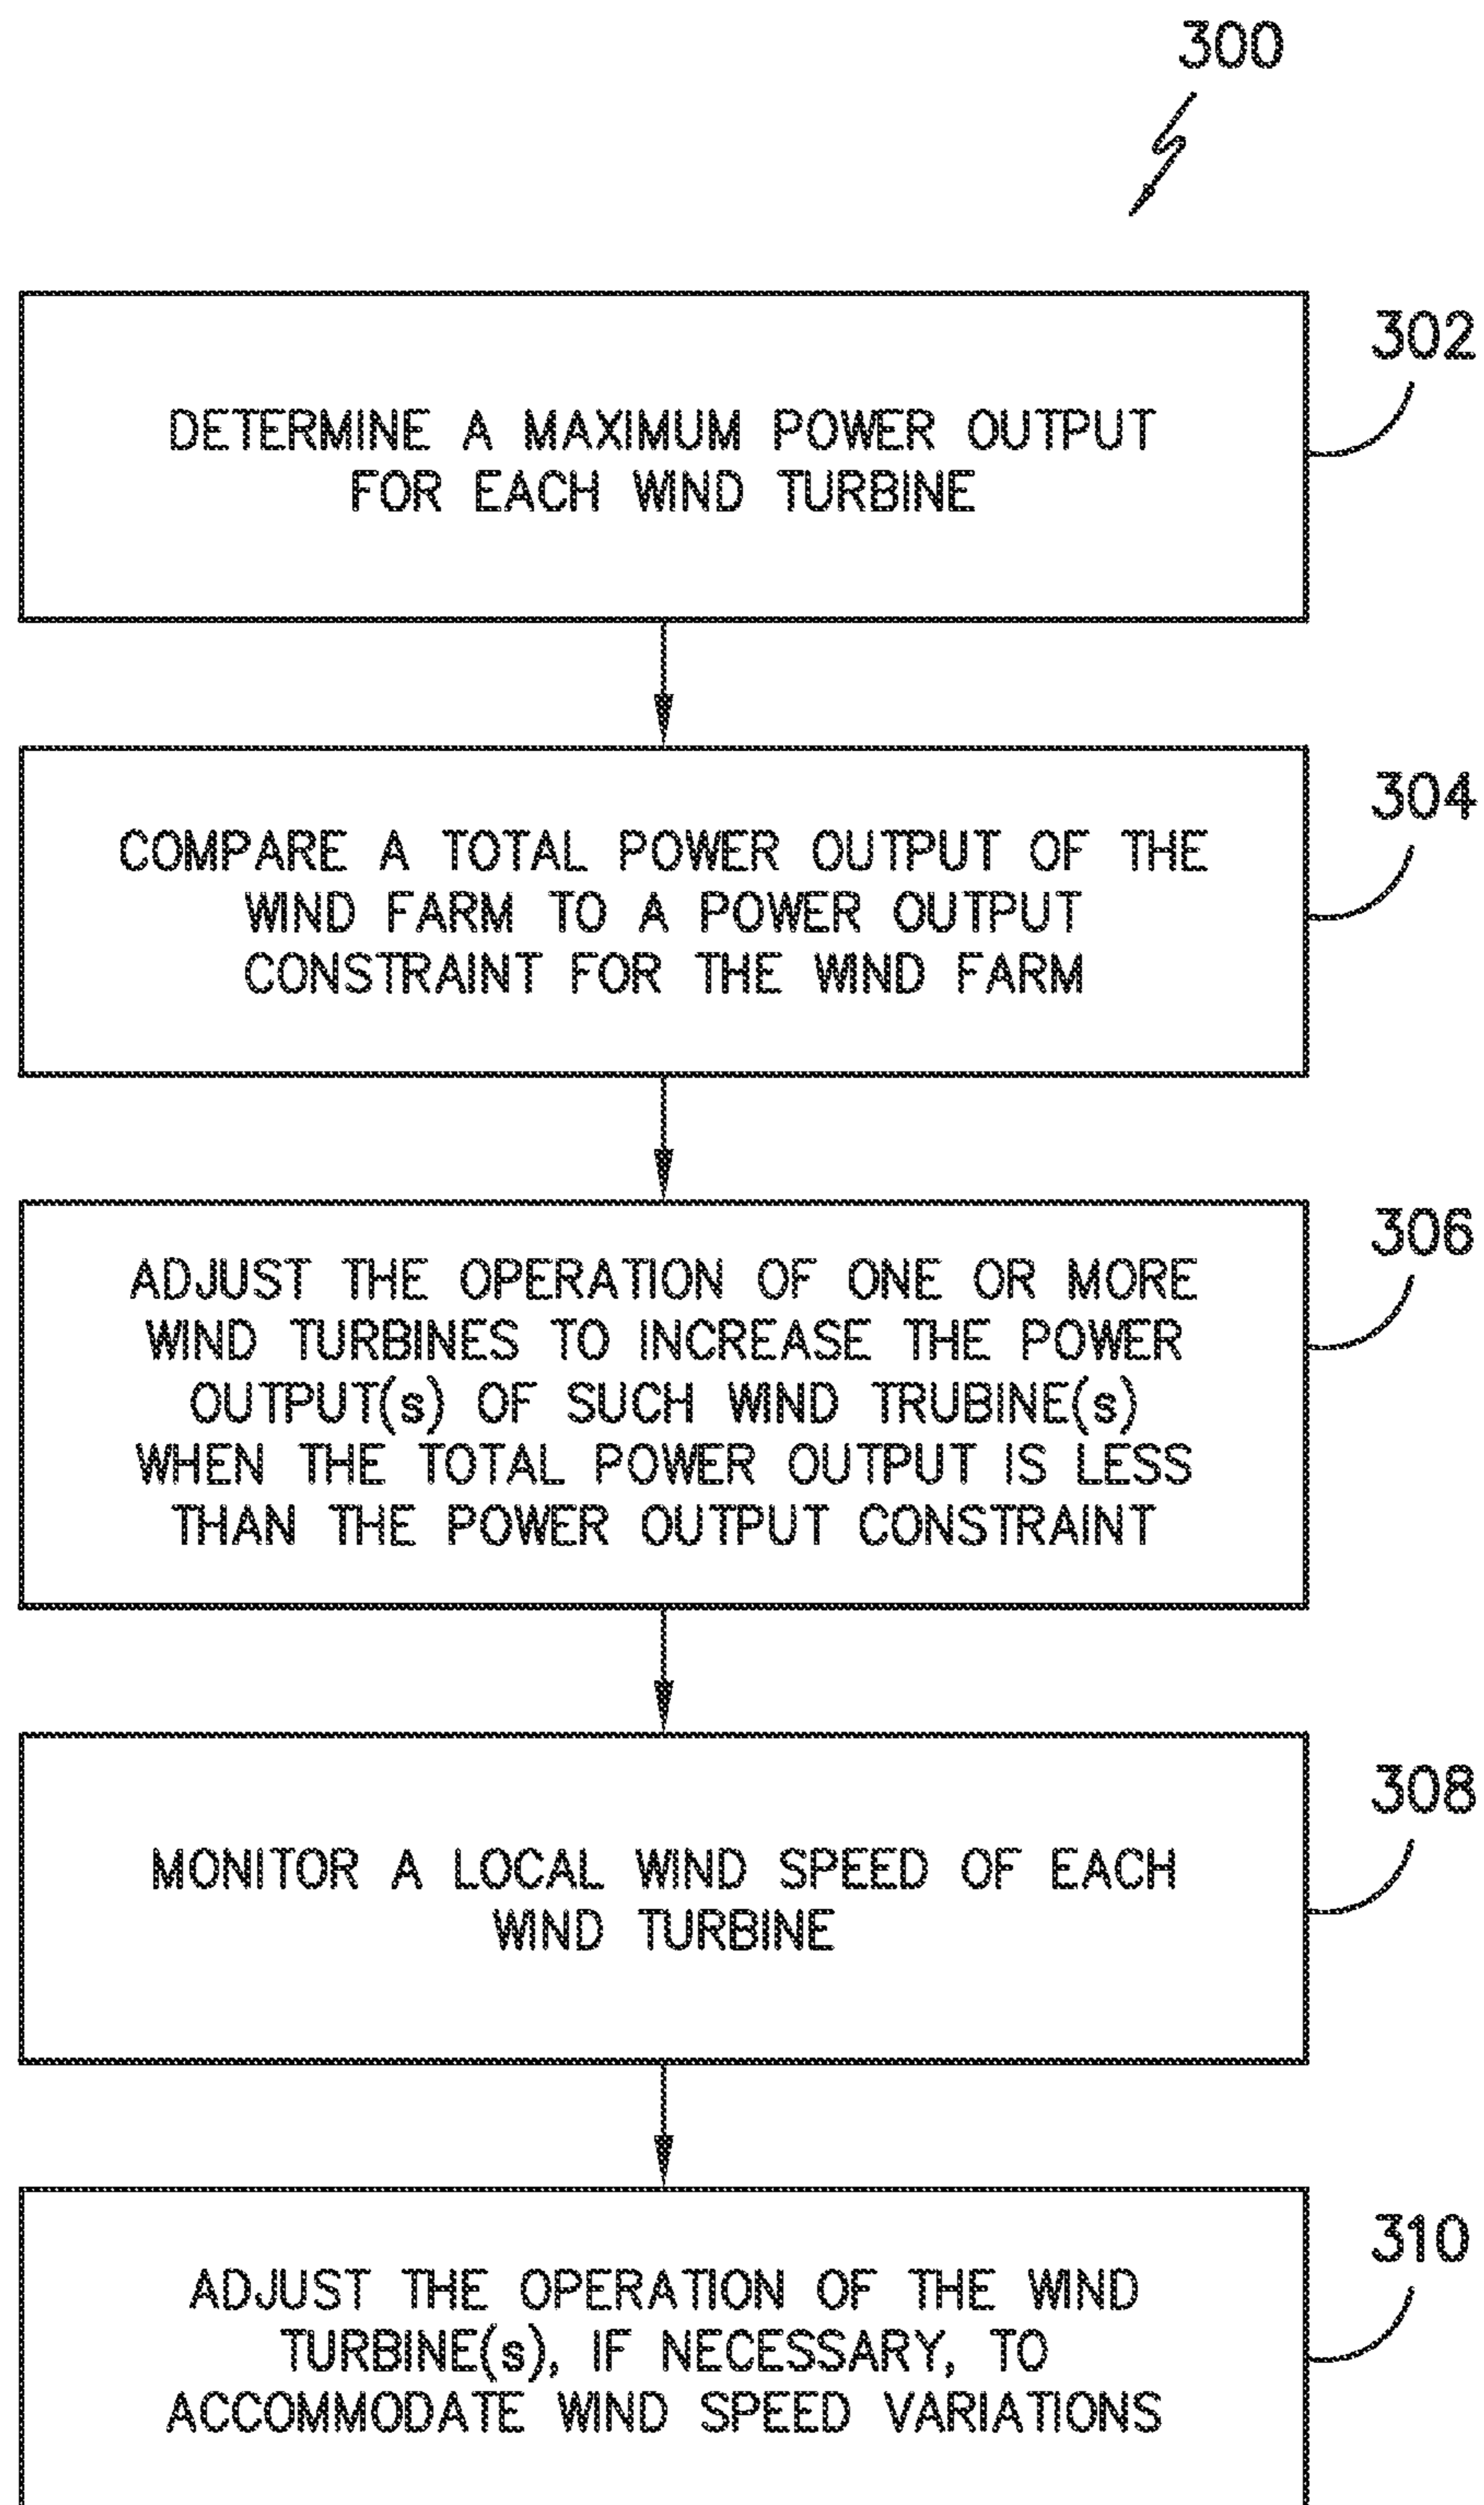 300
302
DETERMINE A MAXIMUM POWER OUTPUT
FOR EACH WIND TURBINE
304
COMPARE A TOTAL POWER OUTPUT OF THE
WIND FARM TO A POWER OUTPUT
CONSTRAINT FOR THE WIND FARM
306
ADJUST THE OPERATION OF ONE OR MORE
WIND TURBINES TO INCREASE THE POWER
OUTPUT(s) OF SUCH WIND TRUBINE(s)
WHEN THE TOTAL POWER OUTPUT IS LESS
THAN THE POWER OUTPUT CONSTRAINT
308
MONITOR A LOCAL WIND SPEED OF EACH
WIND TURBINE
310
ADJUST THE OPERATION OF THE WIND
TURBINE(s), IF NECESSARY, TO
ACCOMMODATE WIND SPEED VARIATIONS